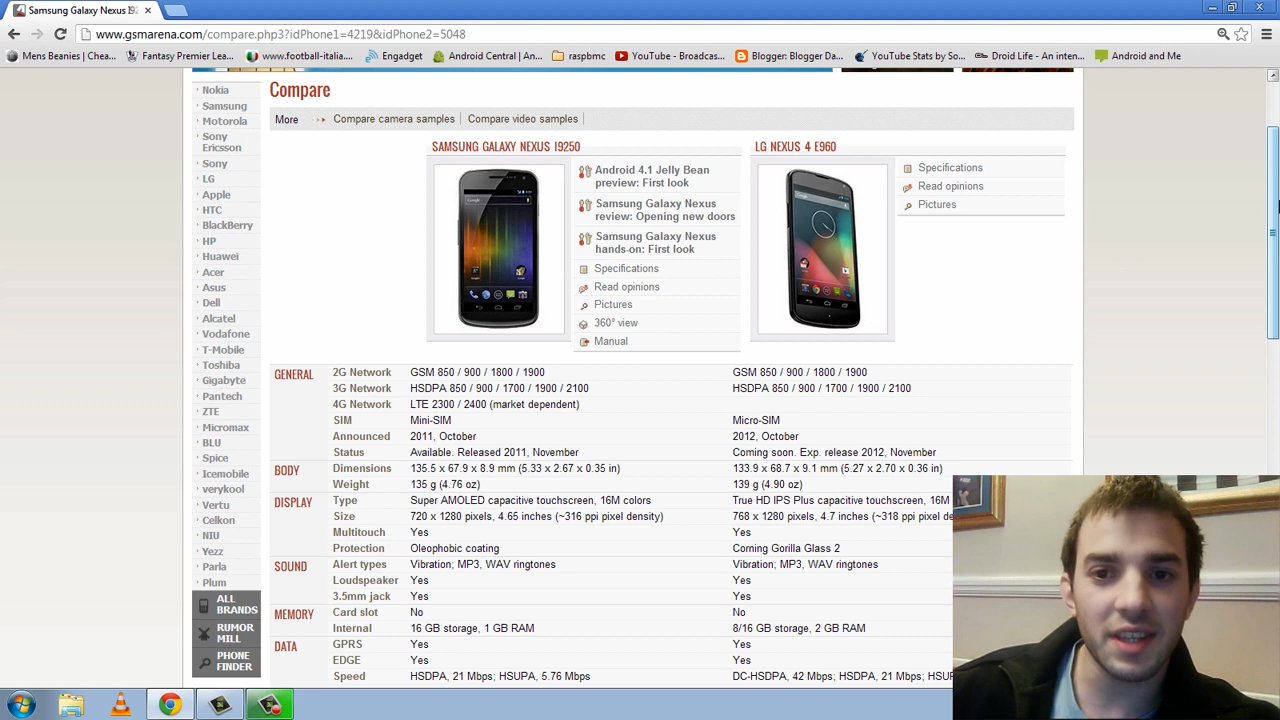 Samsung Galaxy Nexus I92
www.gsmarena.com/compare.php3?idPhone1=4219&idPhone2=5048
Mens Beanies | Chea...
Fantasy Premier Lea...
www.football-italia....
Engadget
Android Central | An...
raspbmc
YouTube - Broadcas...
Blogger: Blogger Da...
YouTube Stats by So...
Droid Life - An inten...
Android and Me
Compare
More
Compare camera samples
Compare video samples
Nokia
Samsung
Motorola
Sony
Ericsson
Sony
LG
Apple
HTC
BlackBerry
HP
Huawei
Acer
Asus
Dell
Alcatel
Vodafone
T-Mobile
Toshiba
Gigabyte
Pantech
ZTE
Micromax
BLU
Spice
Icemobile
verykool
Vertu
Celkon
NIU
Yezz
Parla
Plum
ALL
BRANDS
RUMOR
MILL
PHONE
FINDER
SAMSUNG GALAXY NEXUS I9250
Android 4.1 Jelly Bean
preview: First look
Samsung Galaxy Nexus
review: Opening new doors
Samsung Galaxy Nexus
hands-on: First look
Specifications
Read opinions
Pictures
360° view
Manual
LG NEXUS 4 E960
Specifications
Read opinions
Pictures
GENERAL 2G Network GSM 850 / 900 / 1800 / 1900 GSM 850 / 900 / 1800 / 1900
3G Network HSDPA 850 / 900 / 1700 / 1900 / 2100 HSDPA 850 / 900 / 1700 / 1900 / 2100
4G Network LTE 2300 / 2400 (market dependent)
SIM Mini-SIM Micro-SIM
Announced 2011, October 2012, October
Status Available. Released 2011, November Coming soon. Exp. release 2012, November
BODY Dimensions 135.5 x 67.9 x 8.9 mm (5.33 x 2.67 x 0.35 in) 133.9 x 68.7 x 9.1 mm (5.27 x 2.70 x 0.36 in)
Weight 135 g (4.76 oz) 139 g (4.90 oz)
DISPLAY Type Super AMOLED capacitive touchscreen, 16M colors True HD IPS Plus capacitive touchscreen, 16M
Size 720 x 1280 pixels, 4.65 inches (~316 ppi pixel density) 768 x 1280 pixels, 4.7 inches (~318 ppi pixel de
Multitouch Yes Yes
Protection Oleophobic coating Corning Gorilla Glass 2
SOUND Alert types Vibration; MP3, WAV ringtones Vibration; MP3, WAV ringtones
Loudspeaker Yes Yes
3.5mm jack Yes Yes
MEMORY Card slot No No
Internal 16 GB storage, 1 GB RAM 8/16 GB storage, 2 GB RAM
DATA GPRS Yes Yes
EDGE Yes Yes
Speed HSDPA, 21 Mbps; HSUPA, 5.76 Mbps DC-HSDPA, 42 Mbps; HSDPA, 21 Mbps; HSUP